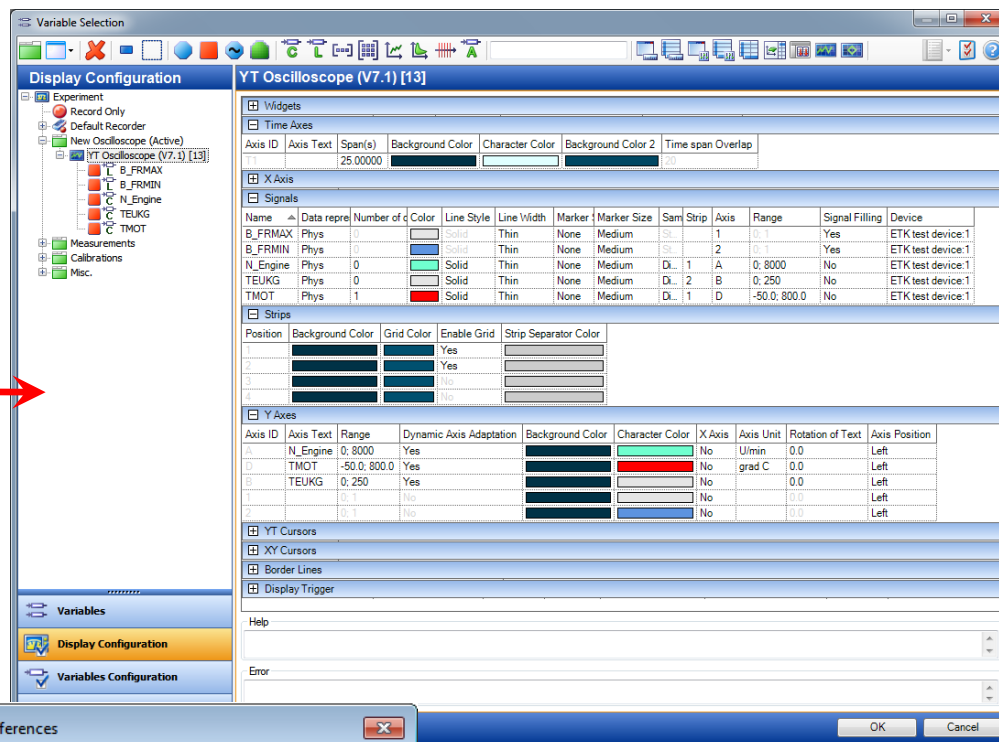 Variable Selection
Display Configuration
YT Oscilloscope (V7.1) [13]
Experiment
Record Only
Default Recorder
New Oscilloscope (Active)
YT Oscilloscope (V7.1) [13]
B_FRMAX
B_FRMIN
N_Engine
TEUKG
TMOT
Measurements
Calibrations
Misc.
Widgets
Time Axes
Axis ID Axis Text Span(s) Background Color Character Color Background Color 2 Time span Overlap
T1 25.00000 20
X Axis
Signals
Name Data repre Number of c Color Line Style Line Width Marker Marker Size Sam Strip Axis Range Signal Filling Device
B_FRMAX Phys 0 Solid Thin None Medium St... 1 0; 1 Yes ETK test device:1
B_FRMIN Phys 0 Solid Thin None Medium St... 2 0; 1 Yes ETK test device:1
N_Engine Phys 0 Solid Thin None Medium Di... 1 A 0; 8000 No ETK test device:1
TEUKG Phys 0 Solid Thin None Medium Di... 2 B 0; 250 No ETK test device:1
TMOT Phys 1 Solid Thin None Medium Di... 1 D -50.0; 800.0 No ETK test device:1
Strips
Position Background Color Grid Color Enable Grid Strip Separator Color
1 Yes
2 Yes
3 No
4 No
Y Axes
Axis ID Axis Text Range Dynamic Axis Adaptation Background Color Character Color X Axis Axis Unit Rotation of Text Axis Position
A N_Engine 0; 8000 Yes No U/min 0.0 Left
D TMOT -50.0; 800.0 Yes No grad C 0.0 Left
B TEUKG 0; 250 Yes No 0.0 Left
1 0; 1 No No 0.0 Left
2 0; 1 No No 0.0 Left
YT Cursors
XY Cursors
Border Lines
Display Trigger
Variables
Display Configuration
Variables Configuration
Help
Error
ferences
OK Cancel